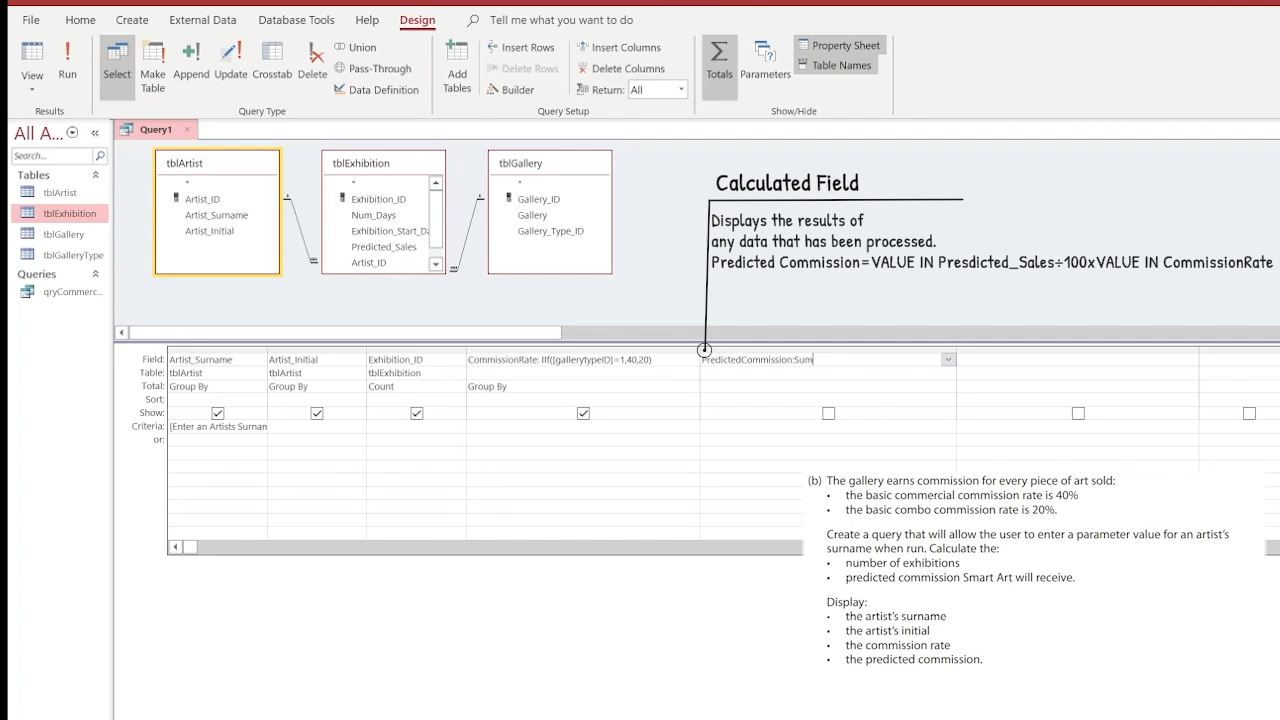 File Home Create External Data Database Tools Help Design Tell me what you want to do
View Run Select Make Table Append Update Crosstab Delete
Union
Pass-Through
Data Definition
Add Tables
Insert Rows
Delete Rows
Builder
Insert Columns
Delete Columns
Return: All
Totals Parameters
Property Sheet
Table Names
Results Query Type Query Setup Show/Hide
All A...
Search...
Tables
tblArtist
tblExhibition
tblGallery
tblGalleryType
Queries
qryCommerc...
Query1
tblArtist
*
Artist_ID
Artist_Surname
Artist_Initial
tblExhibition
*
Exhibition_ID
Num_Days
Exhibition_Start_Da
Predicted_Sales
Artist_ID
tblGallery
*
Gallery_ID
Gallery
Gallery_Type_ID
1 ∞ 1 ∞
Calculated Field
Displays the results of
any data that has been processed.
Predicted Commission=VALUE IN Presdicted_Sales÷100xVALUE IN CommissionRate
Field: Artist_Surname Artist_Initial Exhibition_ID CommissionRate: IIf([gallerytypeID]=1,40,20) PredictedCommission:Sum
Table: tblArtist tblArtist tblExhibition
Total: Group By Group By Count Group By
Sort:
Show:
Criteria: [Enter an Artists Surnan
or:
(b) The gallery earns commission for every piece of art sold:
• the basic commercial commission rate is 40%
• the basic combo commission rate is 20%.
Create a query that will allow the user to enter a parameter value for an artist's
surname when run. Calculate the:
• number of exhibitions
• predicted commission Smart Art will receive.
Display:
• the artist's surname
• the artist's initial
• the commission rate
• the predicted commission.